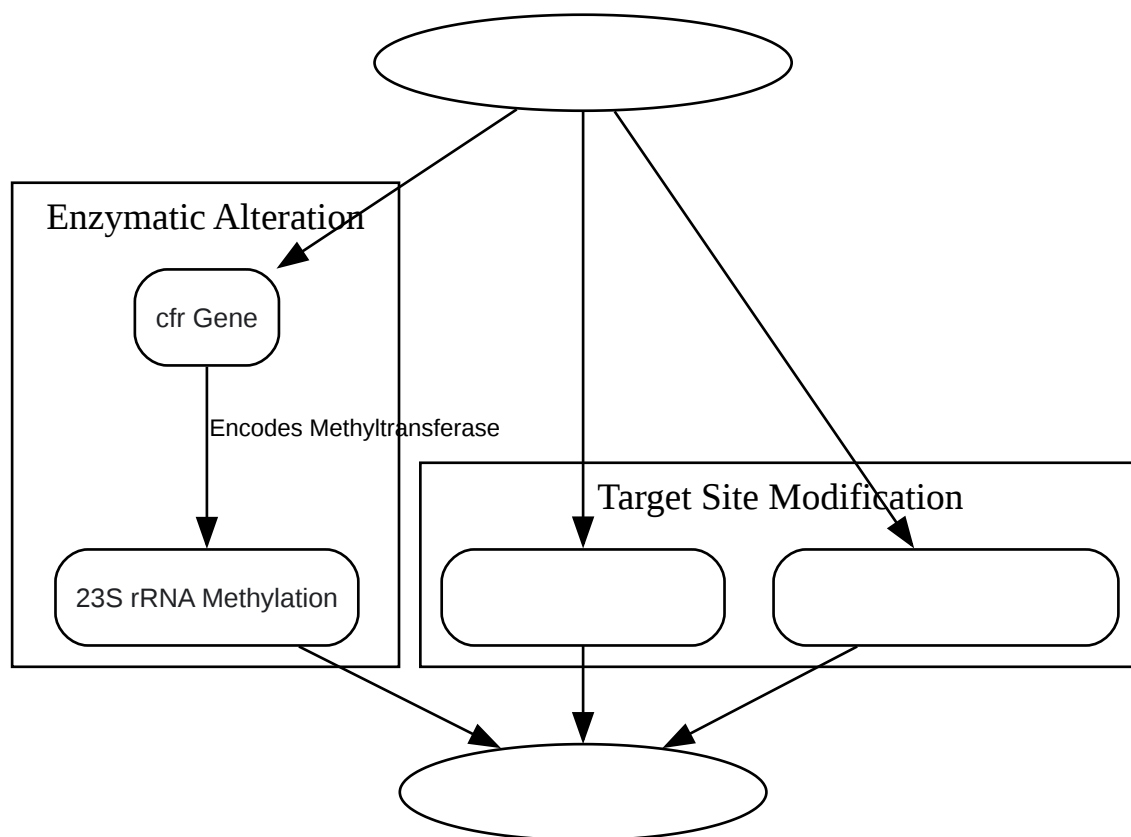 Enzymatic Alteration
cfr Gene
Encodes Methyltransferase
Target Site Modification
23S rRNA Methylation